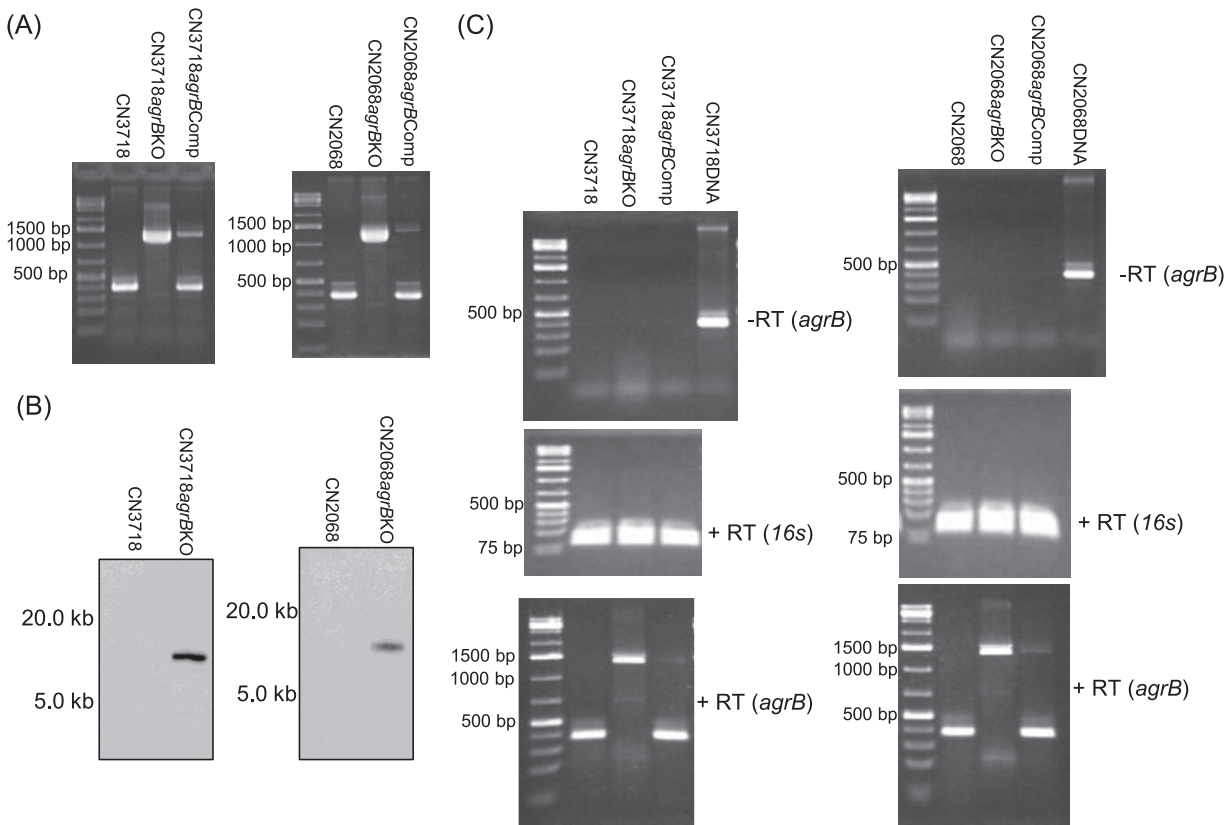 (A)
CN3718
CN3718agrBKO
CN3718agrBComp
1500 bp
1000 bp
500 bp
CN2068
CN2068agrBKO
CN2068agrBComp
1500 bp
1000 bp
500 bp
(B)
CN3718
CN3718agrBKO
20.0 kb
5.0 kb
CN2068
CN2068agrBKO
20.0 kb
5.0 kb
(C)
CN3718
CN3718agrBKO
CN3718agrBComp
CN3718DNA
500 bp
-RT (agrB)
500 bp
75 bp
+ RT (16s)
1500 bp
1000 bp
500 bp
+ RT (agrB)
CN2068
CN2068agrBKO
CN2068agrBComp
CN2068DNA
500 bp
-RT (agrB)
500 bp
75 bp
+ RT (16s)
1500 bp
1000 bp
500 bp
+ RT (agrB)